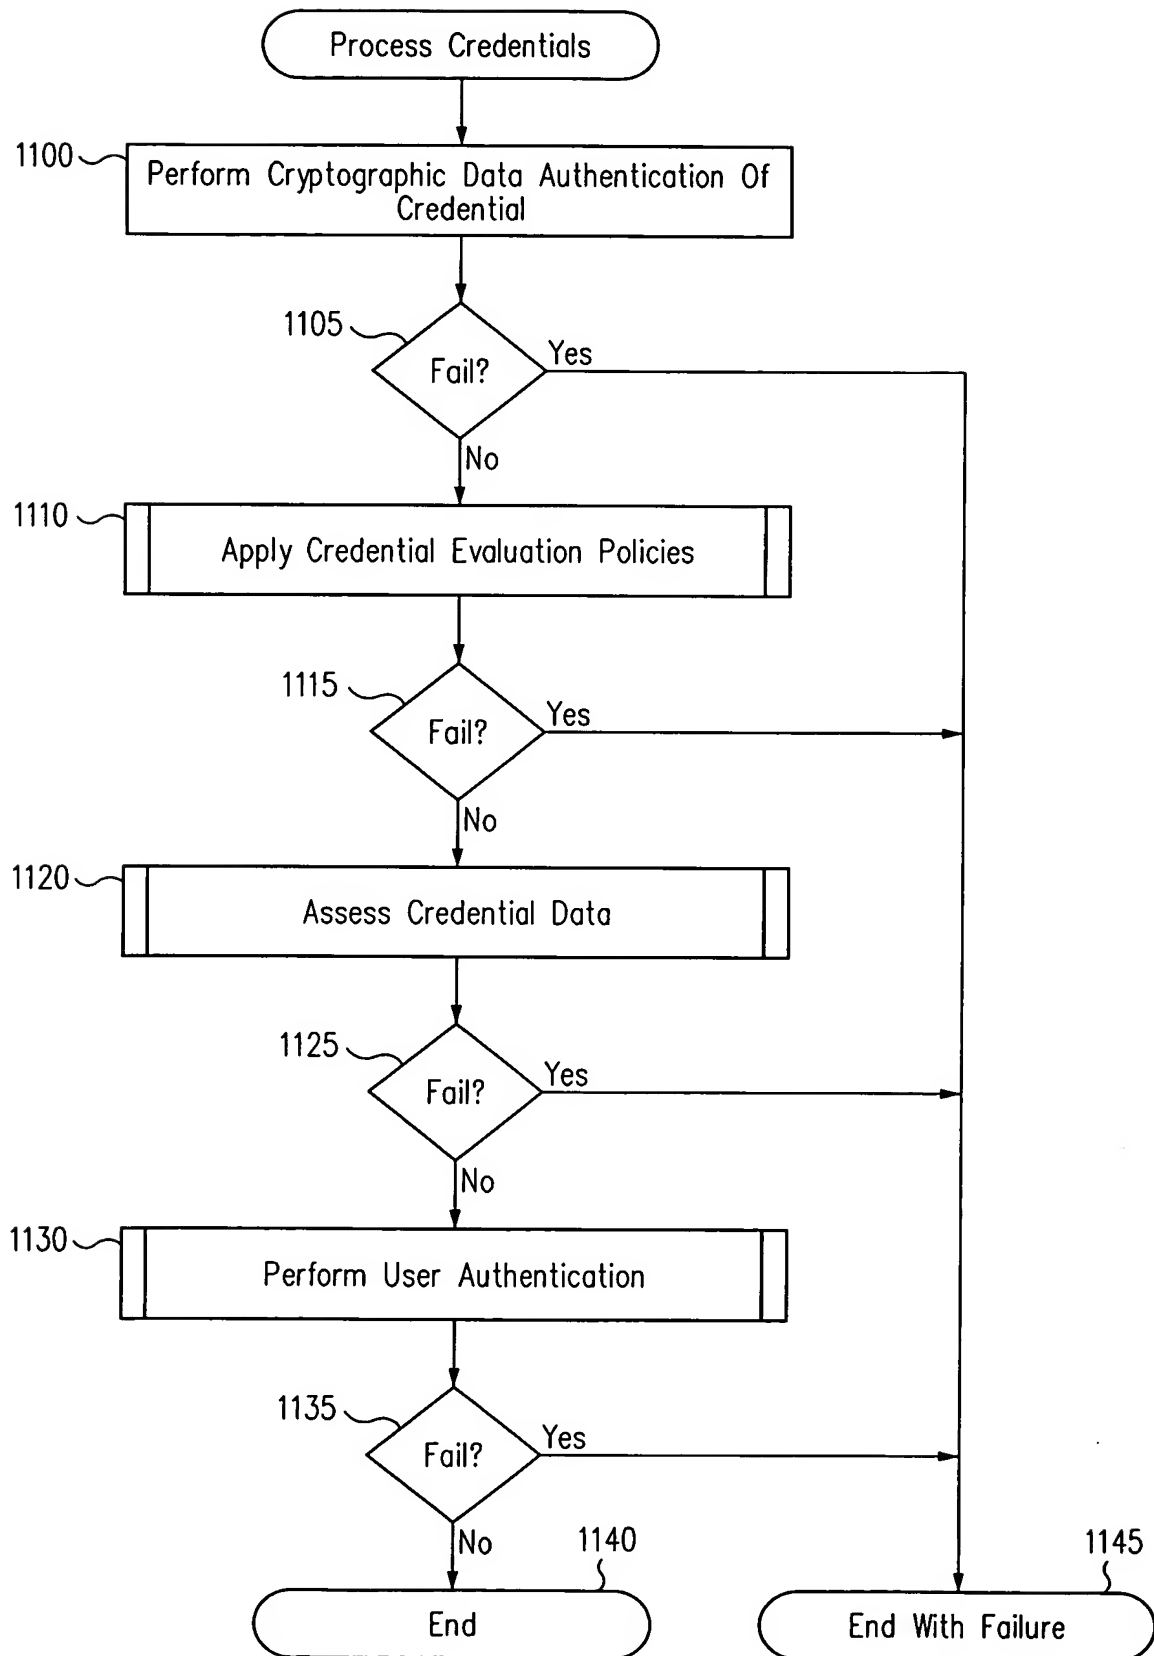 Process Credentials
1100
Perform Cryptographic Data Authentication Of
Credential
1105
Fail?
Yes
No
1110
Apply Credential Evaluation Policies
1115
Fail?
Yes
No
1120
Assess Credential Data
1125
Fail?
Yes
No
1130
Perform User Authentication
1135
Fail?
Yes
No
1140
1145
End
End With Failure